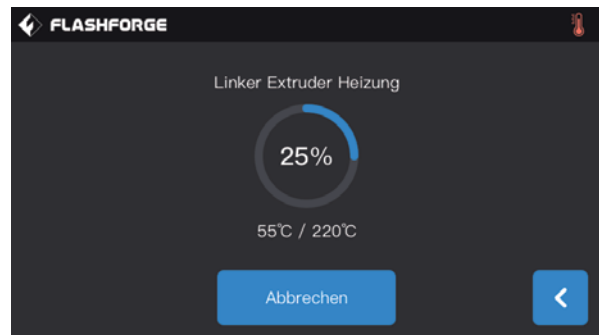 FLASHFORGE
Linker Extruder Heizung
25%
55℃ / 220℃
Abbrechen